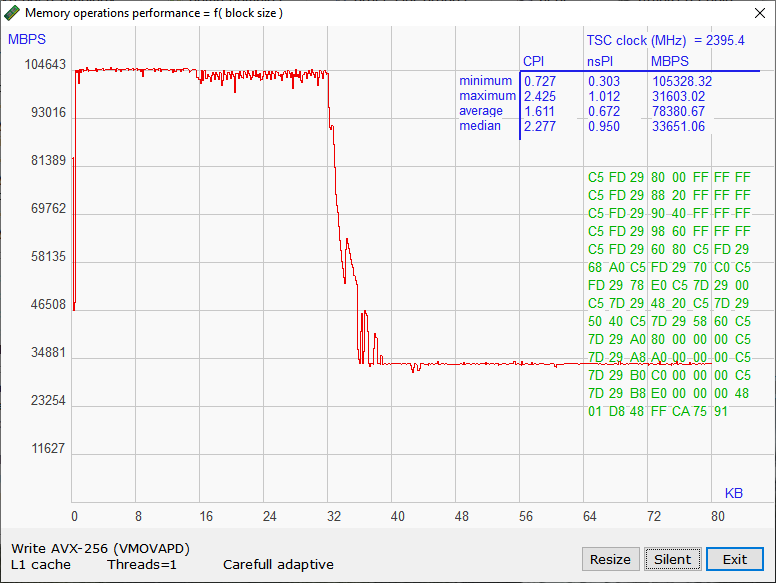 Memory operations performance = f( block size )
MBPS
TSC clock (MHz) = 2395.4
CPI nsPI MBPS
minimum 0.727 0.303 105328.32
maximum 2.425 1.012 31603.02
average 1.611 0.672 78380.67
median 2.277 0.950 33651.06
104643
93016
81389
69762
58135
46508
34881
23254
11627
C5 FD 29 80 00 FF FF FF
C5 FD 29 88 20 FF FF FF
C5 FD 29 90 40 FF FF FF
C5 FD 29 98 60 FF FF FF
C5 FD 29 60 80 C5 FD 29
68 A0 C5 FD 29 70 C0 C5
FD 29 78 E0 C5 7D 29 00
C5 7D 29 48 20 C5 7D 29
50 40 C5 7D 29 58 60 C5
7D 29 A0 80 00 00 00 C5
7D 29 A8 A0 00 00 00 C5
7D 29 B0 C0 00 00 00 C5
7D 29 B8 E0 00 00 00 48
01 D8 48 FF CA 75 91
KB
0 8 16 24 32 40 48 56 64 72 80
Write AVX-256 (VMOVAPD)
L1 cache Threads=1 Carefull adaptive
Resize Silent Exit